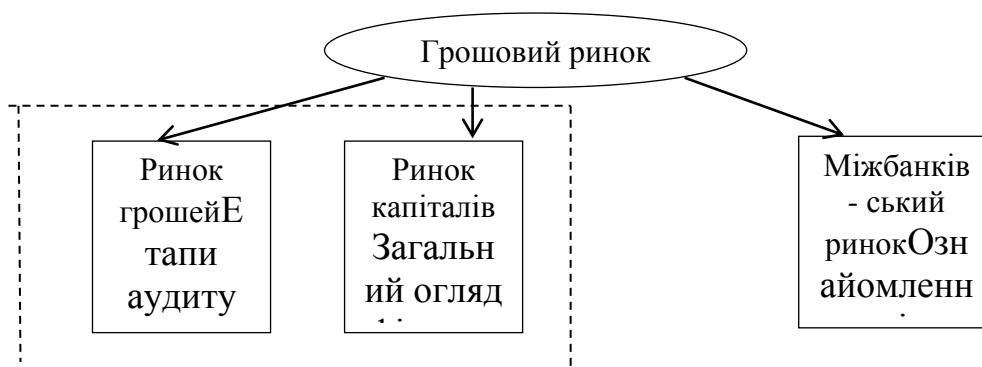 Грошовий ринок
Ринок
грошейЕ
тапи
аудиту
Ринок
капіталів
Загальн
ий огляд
Міжбанків
- ський
ринокОзн
айомленн